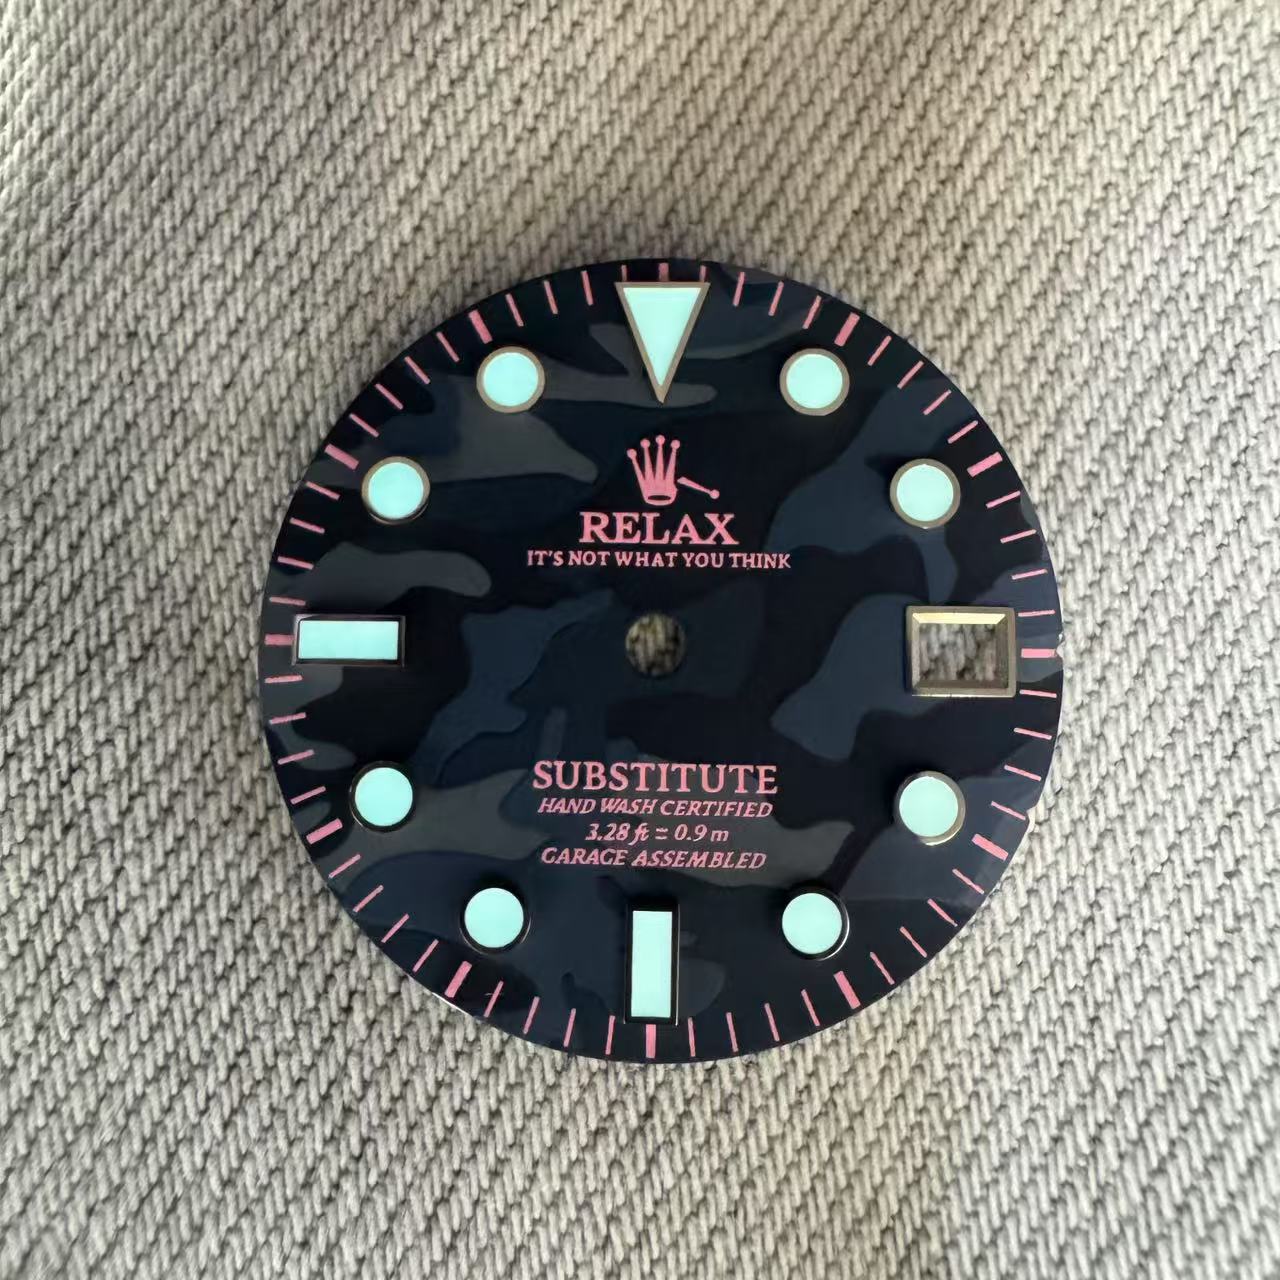 RELAX
IT'S NOT WHAT YOU THINK
SUBSTITUTE
HAND WASH CERTIFIED
3.28 ft = 0.9 m
GARAGE ASSEMBLED